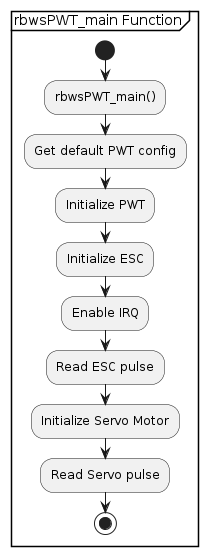 rbwsPWT_main Function
rbwsPWT_main()
Get default PWT config
Initialize PWT
Initialize ESC
Enable IRQ
Read ESC pulse
Initialize Servo Motor
Read Servo pulse